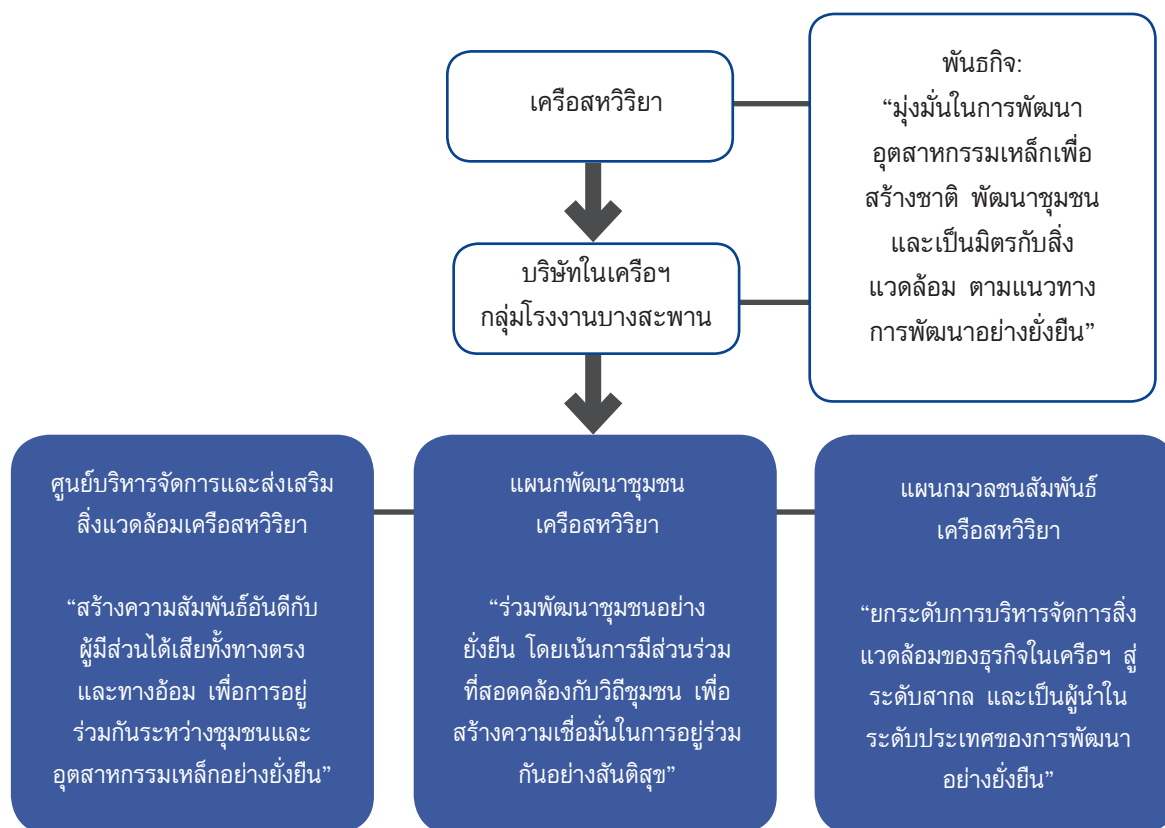 เครือสหวิริยา
พันธกิจ:
“มุ่งมั่นในการพัฒนา
อุตสาหกรรมเหล็กเพื่อ
สร้างชาติ พัฒนาชุมชน
และเป็นมิตรกับสิ่ง
แวดล้อม ตามแนวทาง
การพัฒนาอย่างยั่งยืน”
บริษัทในเครือฯ
กลุ่มโรงงานบางสะพาน
ศูนย์บริหารจัดการและส่งเสริม
สิ่งแวดล้อมเครือสหวิริยา
“สร้างความสัมพันธ์อันดีกับ
ผู้มีส่วนได้เสียทั้งทางตรง
และทางอ้อม เพื่อการอยู่
ร่วมกันระหว่างชุมชนและ
อุตสาหกรรมเหล็กอย่างยั่งยืน”
แผนกพัฒนาชุมชน
เครือสหวิริยา
“ร่วมพัฒนาชุมชนอย่าง
ยั่งยืน โดยเน้นการมีส่วนร่วม
ที่สอดคล้องกับวิถีชุมชน เพื่อ
สร้างความเชื่อมั่นในการอยู่ร่วม
กันอย่างสันติสุข”
แผนกมวลชนสัมพันธ์
เครือสหวิริยา
“ยกระดับการบริหารจัดการสิ่ง
แวดล้อมของธุรกิจในเครือฯ สู่
ระดับสากล และเป็นผู้นำใน
ระดับประเทศของการพัฒนา
อย่างยั่งยืน”